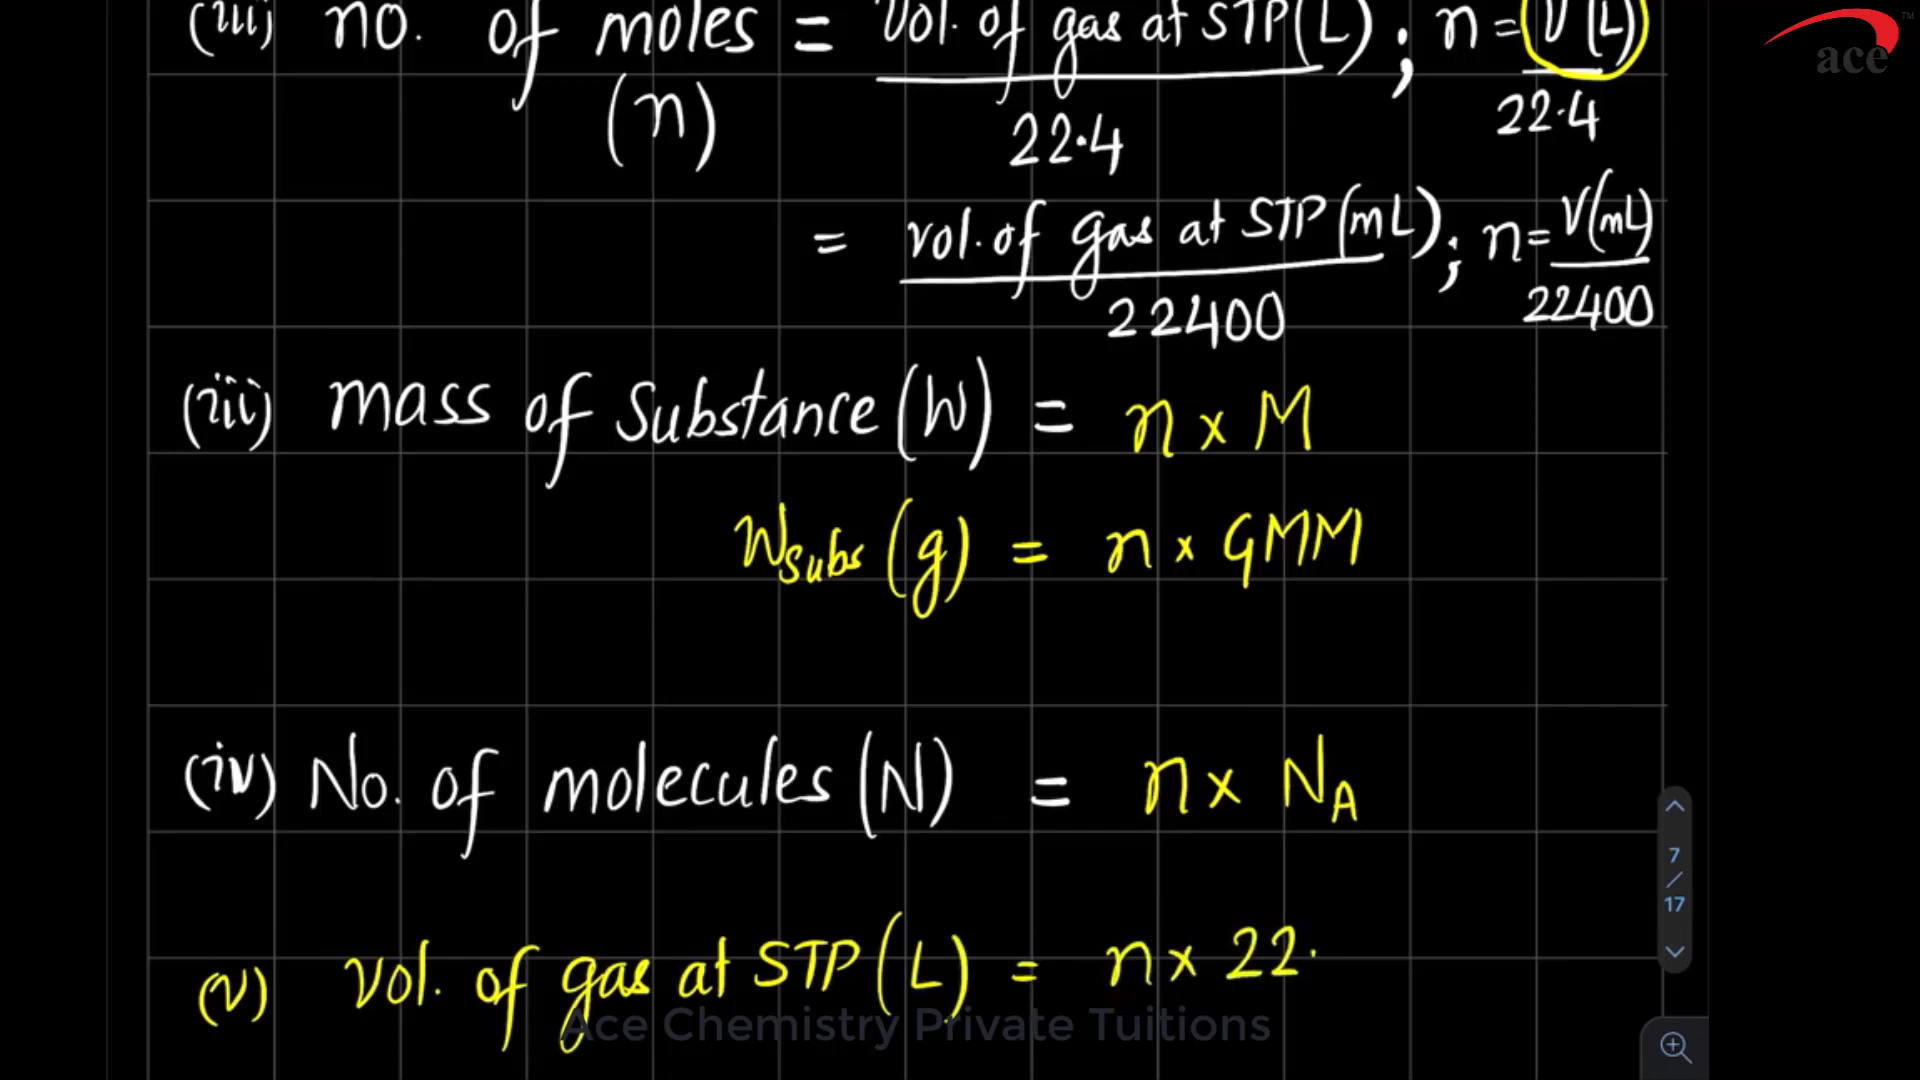 (iii) no. of moles = Vol. of gas at STP(L) ; n = V(L)
(n) 22.4 22.4
= vol. of gas at STP(mL) ; n = V(mL)
22400 22400
(iii) mass of Substance (W) = n × M
Wsubs (g) = n × GMM
(iv) No. of molecules (N) = n × NA
(v) Vol. of gas at STP (L) = n × 22.
Ace Chemistry Private Tuitions
ace TM
7
/
17